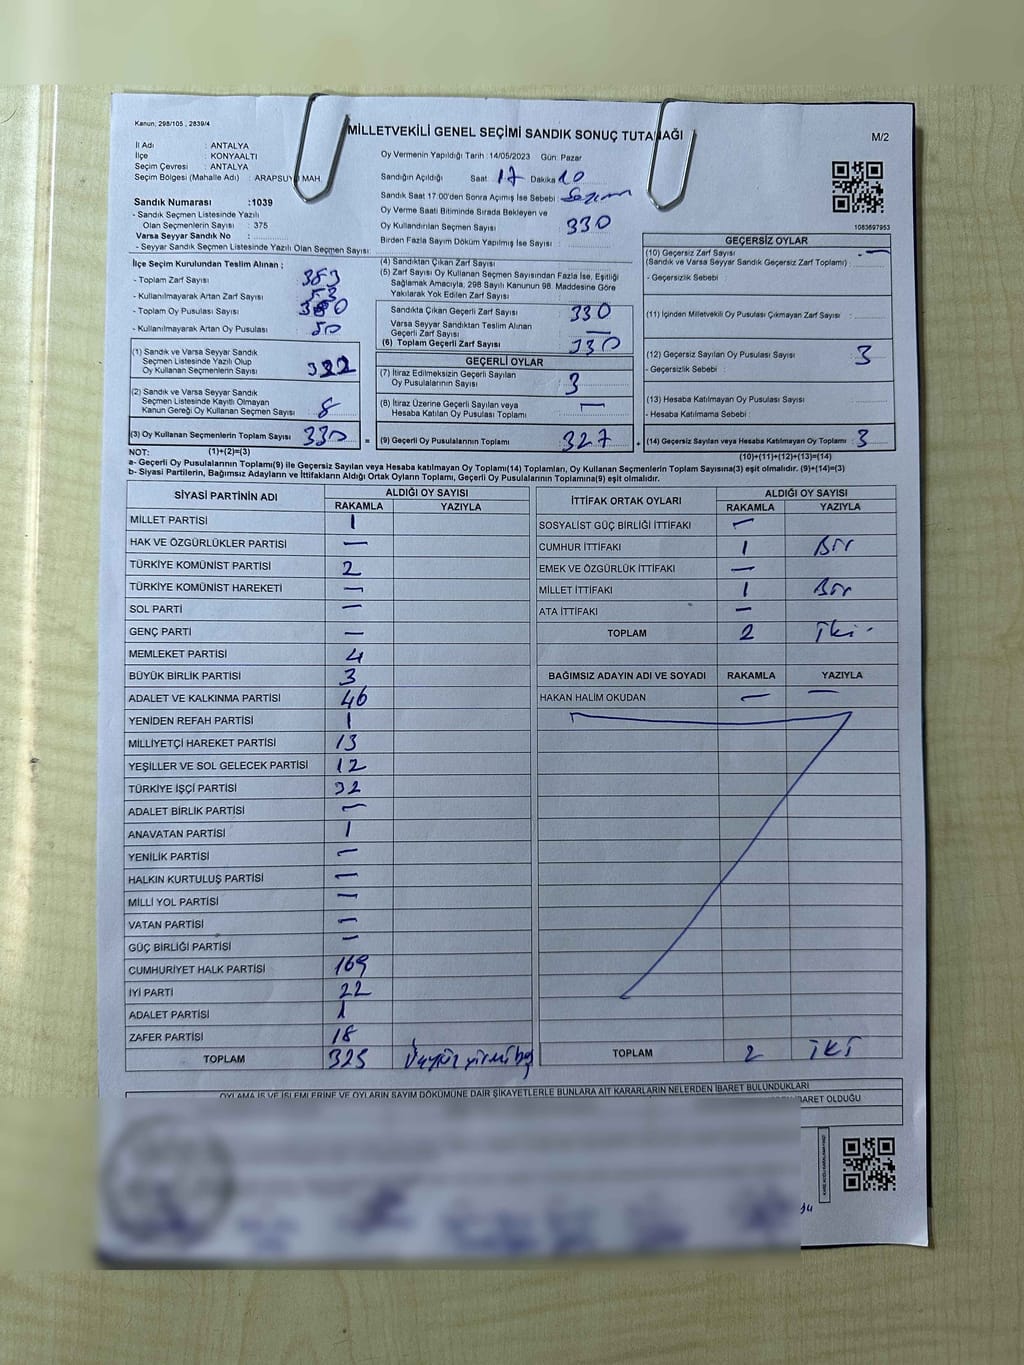 Kanun; 298/105 , 2839/4
MİLLETVEKİLİ GENEL SEÇİMİ SANDIK SONUÇ TUTANAĞI
M/2
İl Adı : ANTALYA
İlçe : KONYAALTI
Seçim Çevresi : ANTALYA
Seçim Bölgesi (Mahalle Adı) : ARAPSUYU MAH.
Sandık Numarası :1039
- Sandık Seçmen Listesinde Yazılı
Olan Seçmenlerin Sayısı : 375
Varsa Seyyar Sandık No :
- Seyyar Sandık Seçmen Listesinde Yazılı Olan Seçmen Sayısı:
Oy Vermenin Yapıldığı Tarih :14/05/2023 Gün: Pazar
Sandığın Açıldığı Saat 17 Dakika 10
Sandık Saat 17:00'den Sonra Açımış İse Sebebi:
Oy Verme Saati Bitiminde Sırada Bekleyen ve
Oy Kullandırılan Seçmen Sayısı : 330
Birden Fazla Sayım Döküm Yapılmış İse Sayısı :
1083697953
İlçe Seçim Kurulundan Teslim Alınan ;
- Toplam Zarf Sayısı : 383
- Kullanılmayarak Artan Zarf Sayısı : 53
- Toplam Oy Pusulası Sayısı : 380
- Kullanılmayarak Artan Oy Pusulası : 50
(1) Sandık ve Varsa Seyyar Sandık
Seçmen Listesinde Yazılı Olup
Oy Kullanan Seçmenlerin Sayısı : 322
(2) Sandık ve Varsa Seyyar Sandık
Seçmen Listesinde Kayıtlı Olmayan
Kanun Gereği Oy Kullanan Seçmen Sayısı : 8
(3) Oy Kullanan Seçmenlerin Toplam Sayısı : 330 =
(1)+(2)=(3)
(4) Sandıktan Çıkan Zarf Sayısı :
(5) Zarf Sayısı Oy Kullanan Seçmen Sayısından Fazla İse, Eşitliği
Sağlamak Amacıyla, 298 Sayılı Kanunun 98. Maddesine Göre
Yakılarak Yok Edilen Zarf Sayısı :
Sandıkta Çıkan Geçerli Zarf Sayısı : 330
Varsa Seyyar Sandıktan Teslim Alınan
Geçerli Zarf Sayısı : —
(6) Toplam Geçerli Zarf Sayısı : 330
GEÇERLİ OYLAR
(7) İtiraz Edilmeksizin Geçerli Sayılan
Oy Pusulalarının Sayısı : 3
(8) İtiraz Üzerine Geçerli Sayılan veya
Hesaba Katılan Oy Pusulası Toplamı : —
(9) Geçerli Oy Pusulalarının Toplamı : 327 +
GEÇERSİZ OYLAR
(10) Geçersiz Zarf Sayısı : —
(Sandık ve Varsa Seyyar Sandık Geçersiz Zarf Toplamı) :
- Geçersizlik Sebebi :
(11) İçinden Milletvekili Oy Pusulası Çıkmayan Zarf Sayısı :
(12) Geçersiz Sayılan Oy Pusulası Sayısı : 3
- Geçersizlik Sebebi :
(13) Hesaba Katılmayan Oy Pusulası Sayısı :
- Hesaba Katılmama Sebebi :
(14) Geçersiz Sayılan veya Hesaba Katılmayan Oy Toplamı : 3
(10)+(11)+(12)+(13)=(14)
NOT:
a- Geçerli Oy Pusulalarının Toplamı(9) ile Geçersiz Sayılan veya Hesaba katılmayan Oy Toplamı(14) Toplamları, Oy Kullanan Seçmenlerin Toplam Sayısına(3) eşit olmalıdır. (9)+(14)=(3)
b- Siyasi Partilerin, Bağımsız Adayların ve İttifakların Aldığı Ortak Oyların Toplamı, Geçerli Oy Pusulalarının Toplamına(9) eşit olmalıdır.
SİYASİ PARTİNİN ADI ALDIĞI OY SAYISI
RAKAMLA YAZIYLA
MİLLET PARTİSİ 1
HAK VE ÖZGÜRLÜKLER PARTİSİ —
TÜRKİYE KOMÜNİST PARTİSİ 2
TÜRKİYE KOMÜNİST HAREKETİ —
SOL PARTİ —
GENÇ PARTİ —
MEMLEKET PARTİSİ 4
BÜYÜK BİRLİK PARTİSİ 3
ADALET VE KALKINMA PARTİSİ 46
YENİDEN REFAH PARTİSİ 1
MİLLİYETÇİ HAREKET PARTİSİ 13
YEŞİLLER VE SOL GELECEK PARTİSİ 12
TÜRKİYE İŞÇİ PARTİSİ 32
ADALET BİRLİK PARTİSİ —
ANAVATAN PARTİSİ 1
YENİLİK PARTİSİ —
HALKIN KURTULUŞ PARTİSİ —
MİLLİ YOL PARTİSİ —
VATAN PARTİSİ —
GÜÇ BİRLİĞİ PARTİSİ —
CUMHURİYET HALK PARTİSİ 169
İYİ PARTİ 22
ADALET PARTİSİ 1
ZAFER PARTİSİ 18
TOPLAM 325 üçyüz yirmi beş
İTTİFAK ORTAK OYLARI ALDIĞI OY SAYISI
RAKAMLA YAZIYLA
SOSYALİST GÜÇ BİRLİĞİ İTTİFAKI —
CUMHUR İTTİFAKI 1 Bir
EMEK VE ÖZGÜRLÜK İTTİFAKI —
MİLLET İTTİFAKI 1 Bir
ATA İTTİFAKI —
TOPLAM 2 İki
BAĞIMSIZ ADAYIN ADI VE SOYADI RAKAMLA YAZIYLA
HAKAN HALİM OKUDAN — —
TOPLAM 2 İKİ
OYLAMA İŞ VE İŞLEMLERİNE VE OYLARIN SAYIM DÖKÜMÜNE DAİR ŞİKAYETLERLE BUNLARA AİT KARARLARIN NELERDEN İBARET BULUNDUKLARI
İBARET OLDUĞU